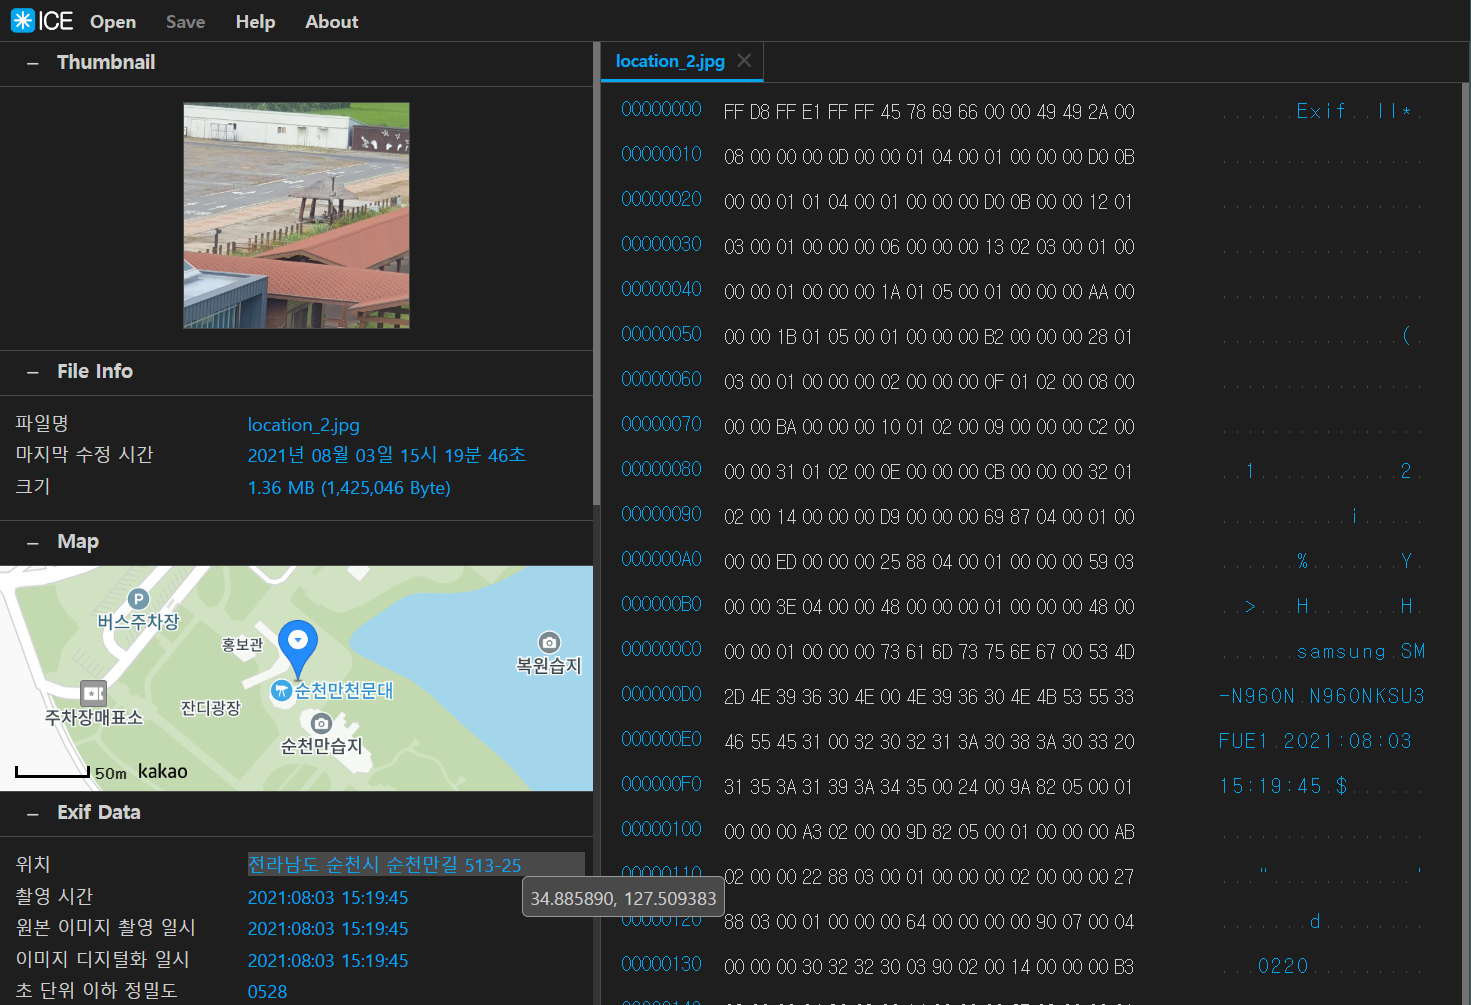 ICE Open Save Help About
Thumbnail
File Info
파일명 location_2.jpg
마지막 수정 시간 2021년 08월 03일 15시 19분 46초
크기 1.36 MB (1,425,046 Byte)
Map
P
버스주차장
홍보관
복원습지
순천만천문대
잔디광장
주차장매표소
순천만습지
50m kakao
Exif Data
위치 전라남도 순천시 순천만길 513-25
34.885890, 127.509383
촬영 시간 2021:08:03 15:19:45
원본 이미지 촬영 일시 2021:08:03 15:19:45
이미지 디지털화 일시 2021:08:03 15:19:45
초 단위 이하 정밀도 0528
location_2.jpg
00000000 FF D8 FF E1 FF FF 45 78 69 66 00 00 49 49 2A 00 ......Exif..II*.
00000010 08 00 00 00 0D 00 00 01 04 00 01 00 00 00 D0 0B ................
00000020 00 00 01 01 04 00 01 00 00 00 D0 0B 00 00 12 01 ................
00000030 03 00 01 00 00 00 06 00 00 00 13 02 03 00 01 00 ................
00000040 00 00 01 00 00 00 1A 01 05 00 01 00 00 00 AA 00 ................
00000050 00 00 1B 01 05 00 01 00 00 00 B2 00 00 00 28 01 ..............(.
00000060 03 00 01 00 00 00 02 00 00 00 0F 01 02 00 08 00 ................
00000070 00 00 BA 00 00 00 10 01 02 00 09 00 00 00 C2 00 ................
00000080 00 00 31 01 02 00 0E 00 00 00 CB 00 00 00 32 01 ..1...........2.
00000090 02 00 14 00 00 00 D9 00 00 00 69 87 04 00 01 00 ..........i.....
000000A0 00 00 ED 00 00 00 25 88 04 00 01 00 00 00 59 03 ......%.......Y.
000000B0 00 00 3E 04 00 00 48 00 00 00 01 00 00 00 48 00 ..>...H.......H.
000000C0 00 00 01 00 00 00 73 61 6D 73 75 6E 67 00 53 4D ......samsung.SM
000000D0 2D 4E 39 36 30 4E 00 4E 39 36 30 4E 4B 53 55 33 -N960N.N960NKSU3
000000E0 46 55 45 31 00 32 30 32 31 3A 30 38 3A 30 33 20 FUE1.2021:08:03
000000F0 31 35 3A 31 39 3A 34 35 00 24 00 9A 82 05 00 01 15:19:45.$......
00000100 00 00 00 A3 02 00 00 9D 82 05 00 01 00 00 00 AB ................
00000110 02 00 00 22 88 03 00 01 00 00 00 02 00 00 00 27 ..."...........'
00000120 88 03 00 01 00 00 00 64 00 00 00 00 90 07 00 04 .......d........
00000130 00 00 00 30 32 32 30 03 90 02 00 14 00 00 00 B3 ...0220.........